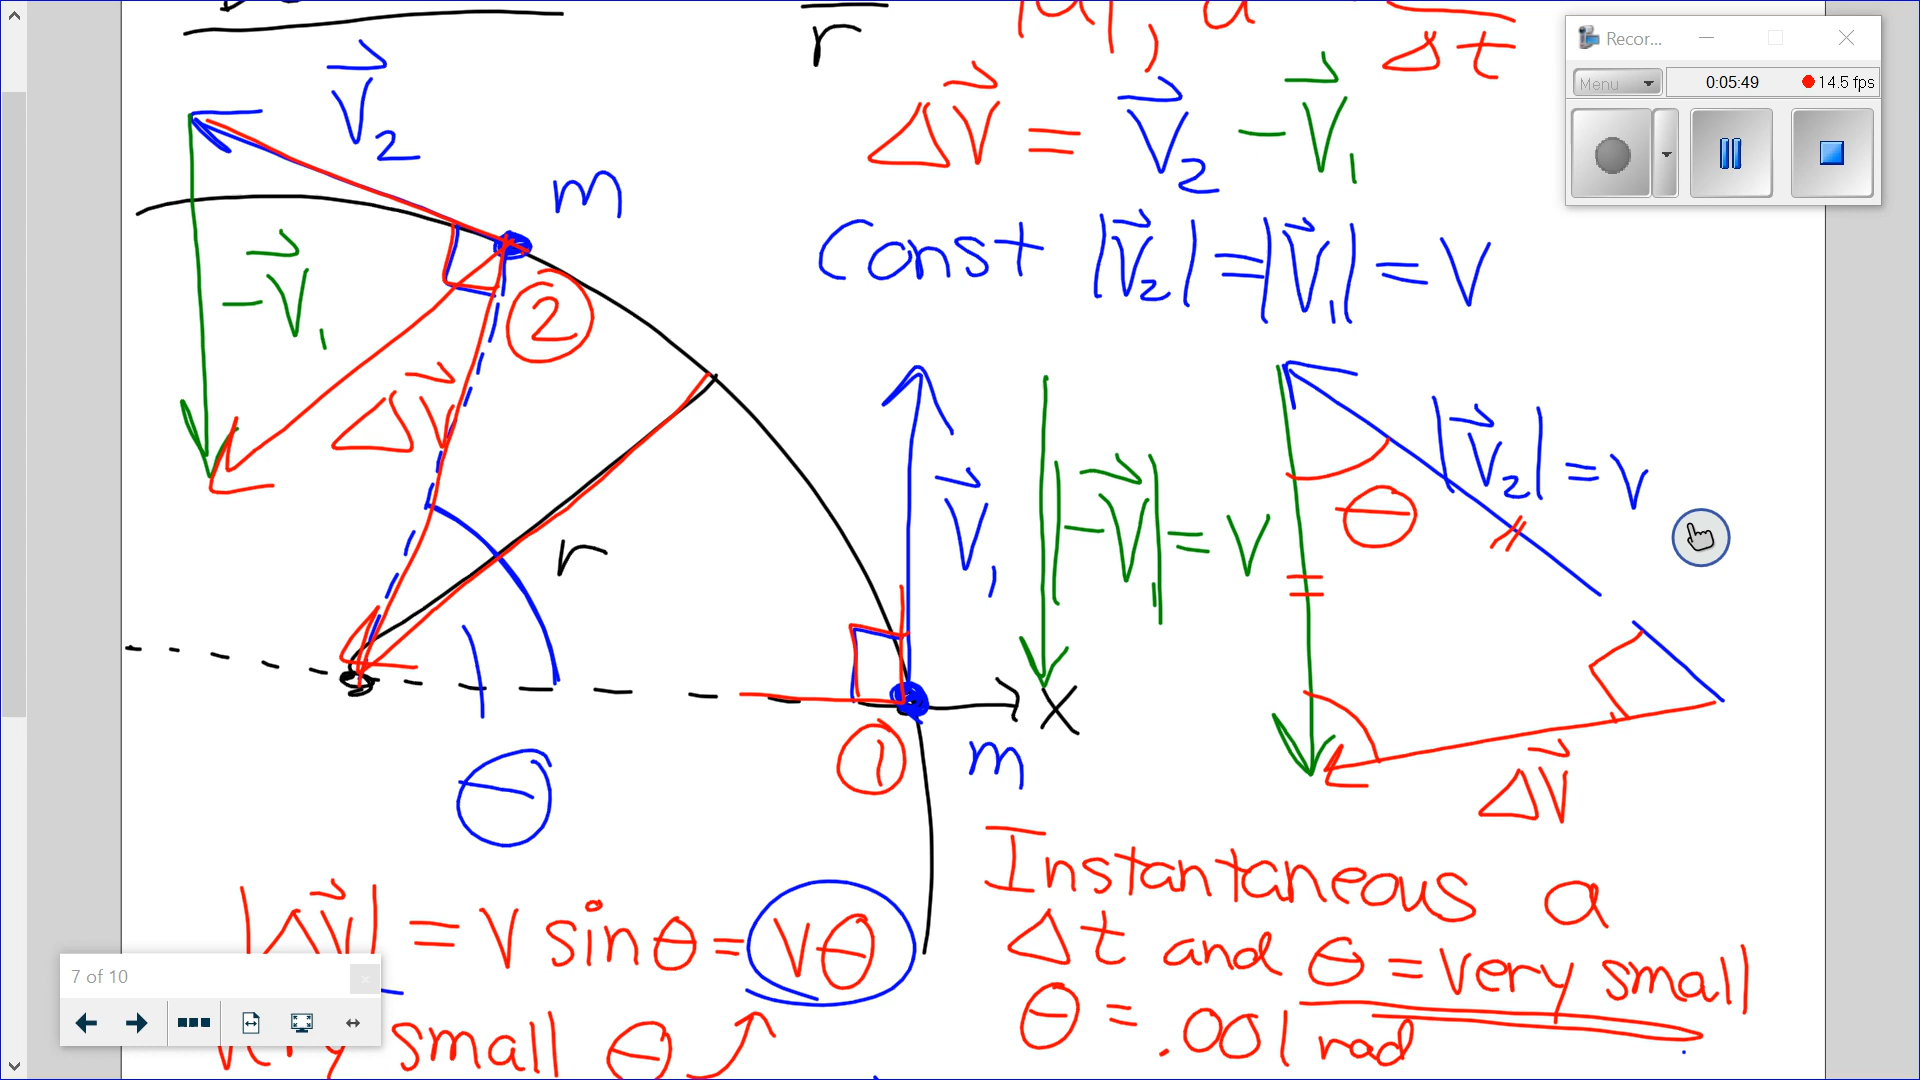 r
Δt
V⃗₂
ΔV⃗ = V⃗₂ - V⃗₁
m
Const |V⃗₂| = |V⃗₁| = V
-V⃗₁
2
ΔV⃗
r
V⃗₁
|-V⃗₁| = V
|V⃗₂| = V
θ
x
1
m
θ
ΔV⃗
Instantaneous a
Δt and θ = very small
θ = .001 rad
|ΔV⃗| = V sinθ = Vθ
very small θ
Recor...
Menu
0:05:49
14.5 fps
7 of 10